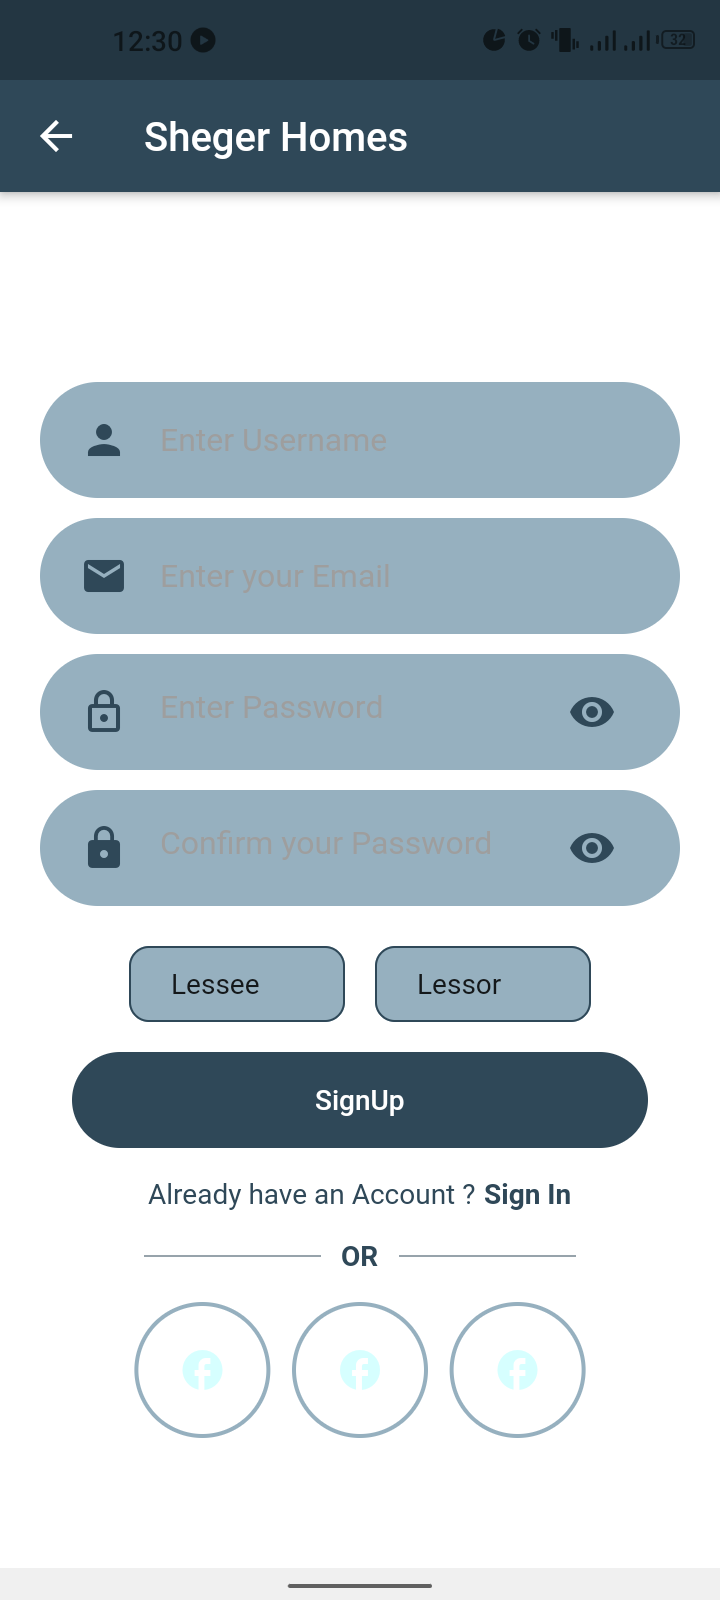 12:30
32
Sheger Homes
Enter Username
Enter your Email
Enter Password
Confirm your Password
Lessee
Lessor
SignUp
Already have an Account ? Sign In
OR